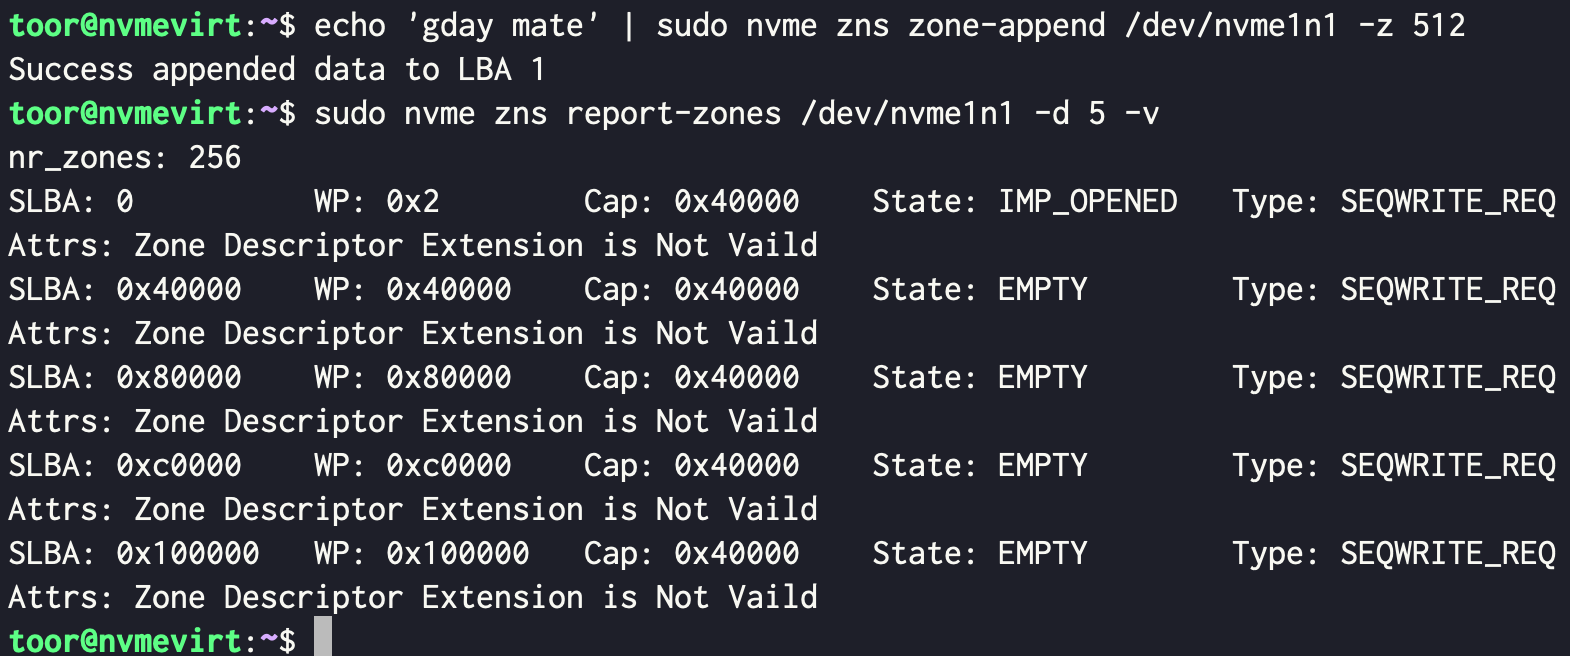 toor@nvmevirt:~$ echo 'gday mate' | sudo nvme zns zone-append /dev/nvme1n1 -z 512
Success appended data to LBA 1
toor@nvmevirt:~$ sudo nvme zns report-zones /dev/nvme1n1 -d 5 -v
nr_zones: 256
SLBA: 0          WP: 0x2        Cap: 0x40000    State: IMP_OPENED   Type: SEQWRITE_REQ
Attrs: Zone Descriptor Extension is Not Vaild
SLBA: 0x40000    WP: 0x40000    Cap: 0x40000    State: EMPTY        Type: SEQWRITE_REQ
Attrs: Zone Descriptor Extension is Not Vaild
SLBA: 0x80000    WP: 0x80000    Cap: 0x40000    State: EMPTY        Type: SEQWRITE_REQ
Attrs: Zone Descriptor Extension is Not Vaild
SLBA: 0xc0000    WP: 0xc0000    Cap: 0x40000    State: EMPTY        Type: SEQWRITE_REQ
Attrs: Zone Descriptor Extension is Not Vaild
SLBA: 0x100000   WP: 0x100000   Cap: 0x40000    State: EMPTY        Type: SEQWRITE_REQ
Attrs: Zone Descriptor Extension is Not Vaild
toor@nvmevirt:~$